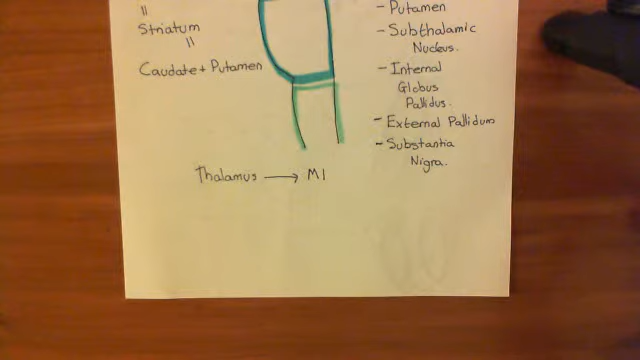 ||
Striatum
||
Caudate + Putamen
- Putamen
- Subthalamic
Nucleus.
- Internal
Globus
Pallidus.
- External Pallidum
- Substantia
Nigra.
Thalamus → M1